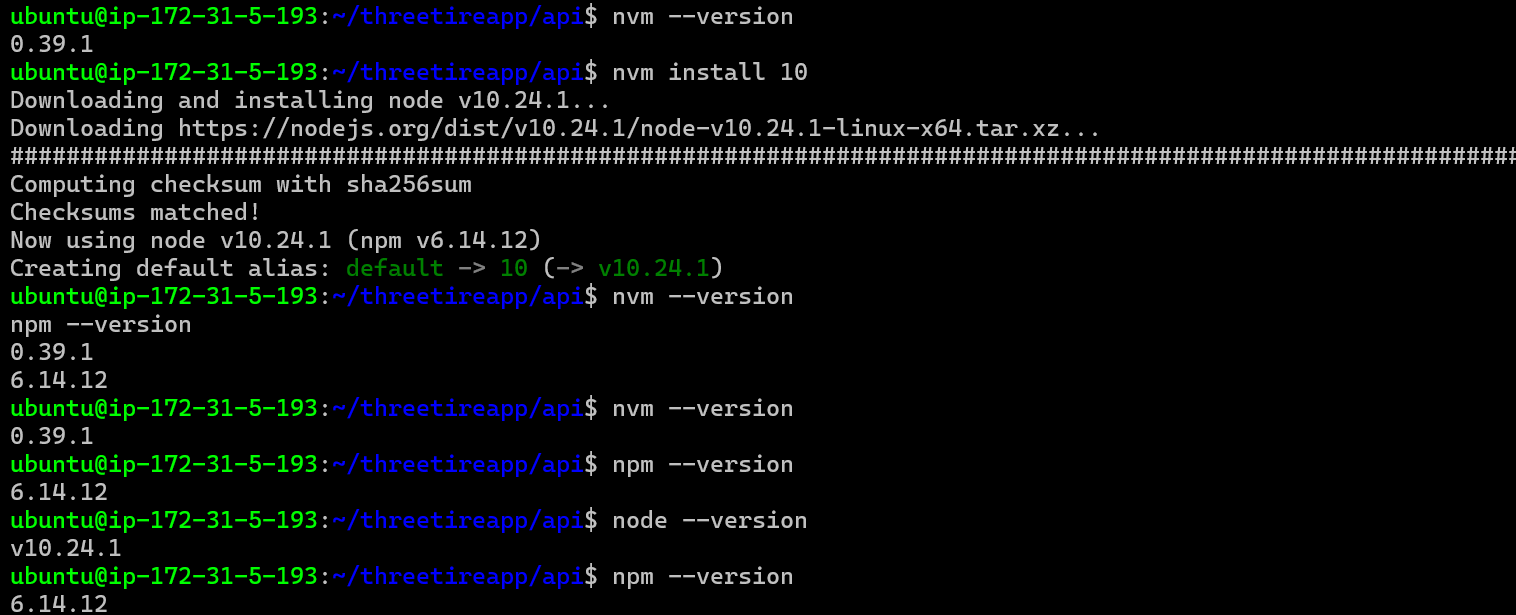 ubuntu@ip-172-31-5-193:~/threetireapp/api$ nvm --version
0.39.1
ubuntu@ip-172-31-5-193:~/threetireapp/api$ nvm install 10
Downloading and installing node v10.24.1...
Downloading https://nodejs.org/dist/v10.24.1/node-v10.24.1-linux-x64.tar.xz...
############################################################################################################
Computing checksum with sha256sum
Checksums matched!
Now using node v10.24.1 (npm v6.14.12)
Creating default alias: default -> 10 (-> v10.24.1)
ubuntu@ip-172-31-5-193:~/threetireapp/api$ nvm --version
npm --version
0.39.1
6.14.12
ubuntu@ip-172-31-5-193:~/threetireapp/api$ nvm --version
0.39.1
ubuntu@ip-172-31-5-193:~/threetireapp/api$ npm --version
6.14.12
ubuntu@ip-172-31-5-193:~/threetireapp/api$ node --version
v10.24.1
ubuntu@ip-172-31-5-193:~/threetireapp/api$ npm --version
6.14.12